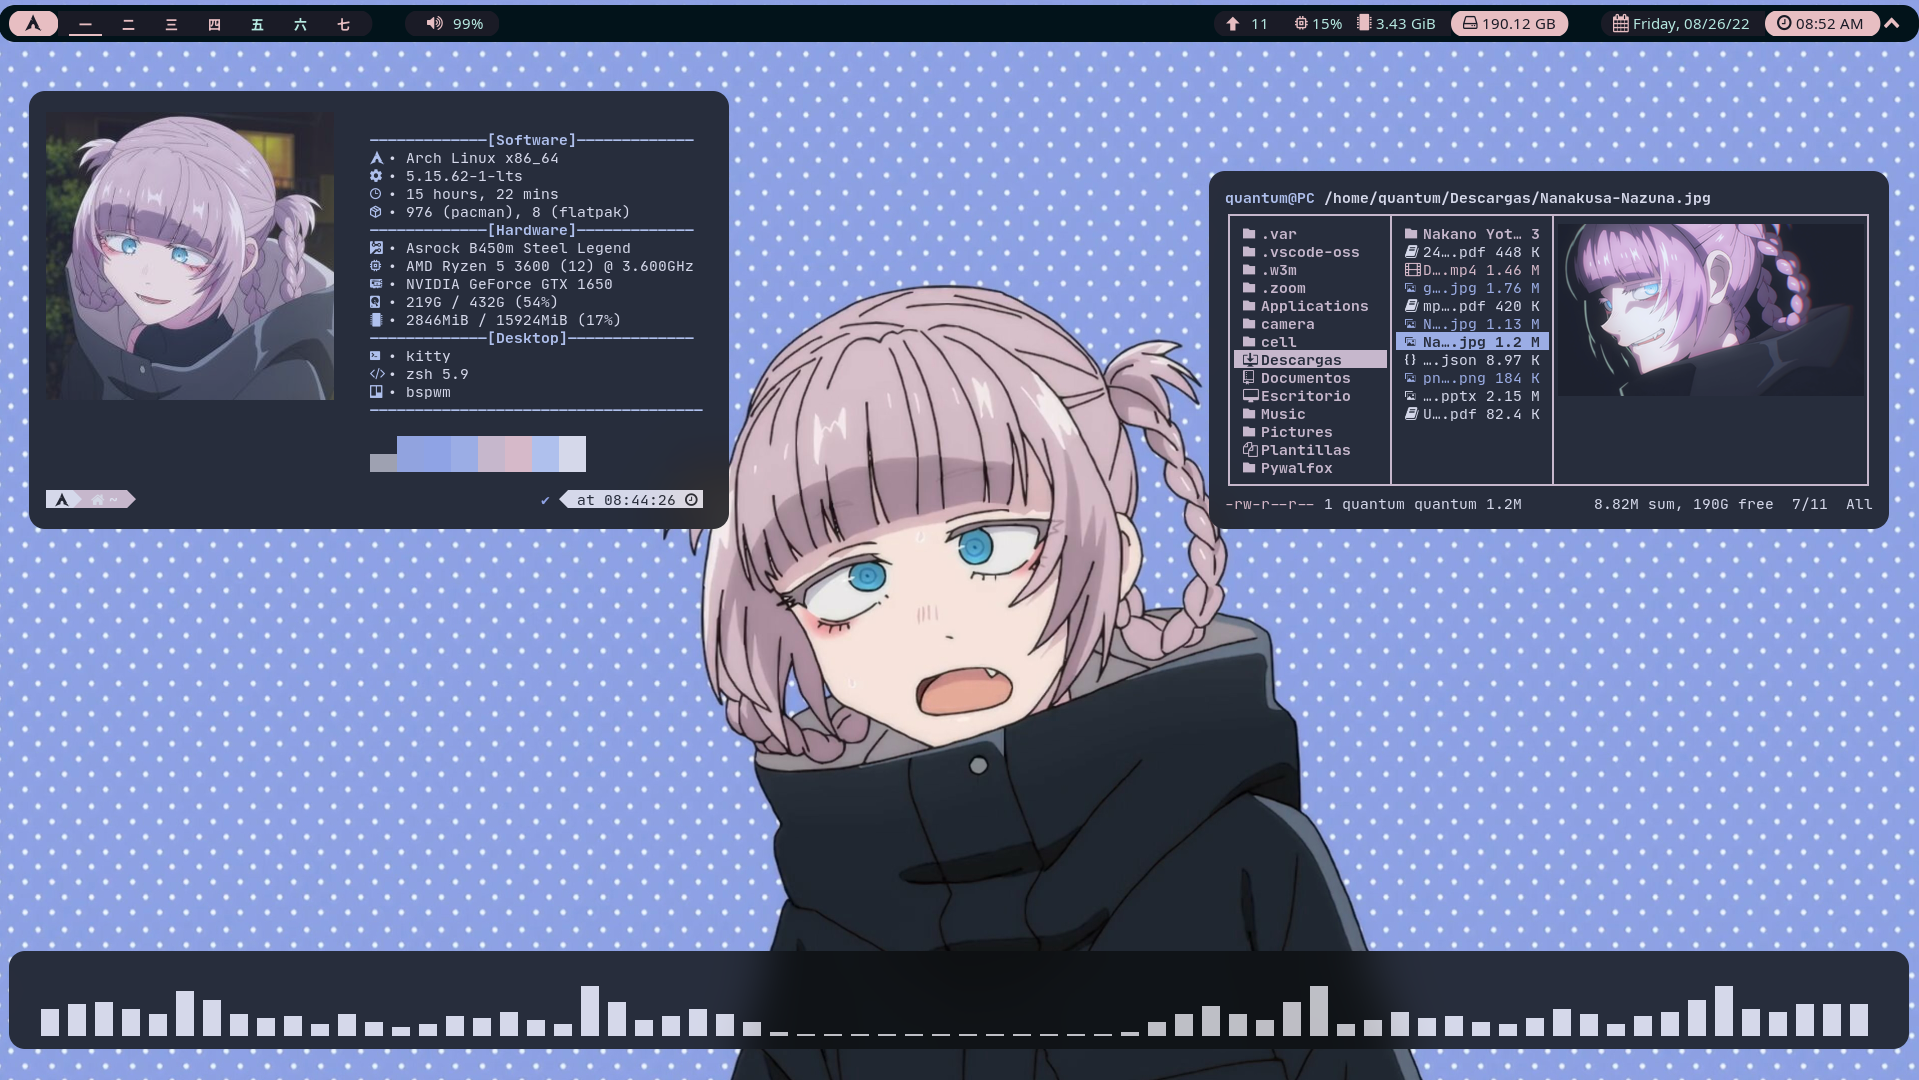 一 二 三 四 五 六 七 99% 11 15% 3.43 GiB 190.12 GB Friday, 08/26/22 08:52 AM
[Software]
• Arch Linux x86_64
• 5.15.62-1-lts
• 15 hours, 22 mins
• 976 (pacman), 8 (flatpak)
[Hardware]
• Asrock B450m Steel Legend
• AMD Ryzen 5 3600 (12) @ 3.600GHz
• NVIDIA GeForce GTX 1650
• 219G / 432G (54%)
• 2846MiB / 15924MiB (17%)
[Desktop]
• kitty
• zsh 5.9
• bspwm
~ ✔ at 08:44:26
quantum@PC /home/quantum/Descargas/Nanakusa-Nazuna.jpg
.var
.vscode-oss
.w3m
.zoom
Applications
camera
cell
Descargas
Documentos
Escritorio
Music
Pictures
Plantillas
Pywalfox
Nakano Yot… 3
24….pdf 448 K
D….mp4 1.46 M
g….jpg 1.76 M
mp….pdf 420 K
N….jpg 1.13 M
Na….jpg 1.2 M
{} ….json 8.97 K
pn….png 184 K
….pptx 2.15 M
U….pdf 82.4 K
-rw-r--r-- 1 quantum quantum 1.2M 8.82M sum, 190G free 7/11 All